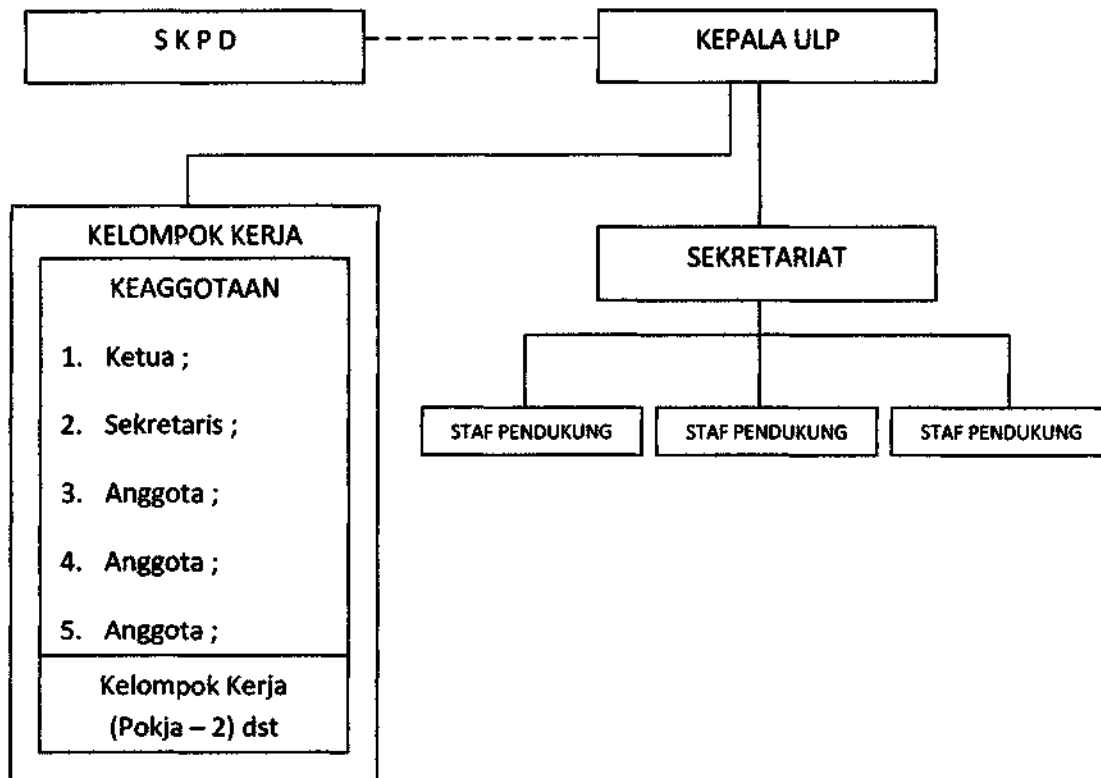 S K P D
KEPALA ULP
KELOMPOK KERJA
KEAGGOTAAN
1. Ketua ;
2. Sekretaris ;
3. Anggota ;
4. Anggota ;
5. Anggota ;
Kelompok Kerja
(Pokja – 2) dst
SEKRETARIAT
STAF PENDUKUNG
STAF PENDUKUNG
STAF PENDUKUNG